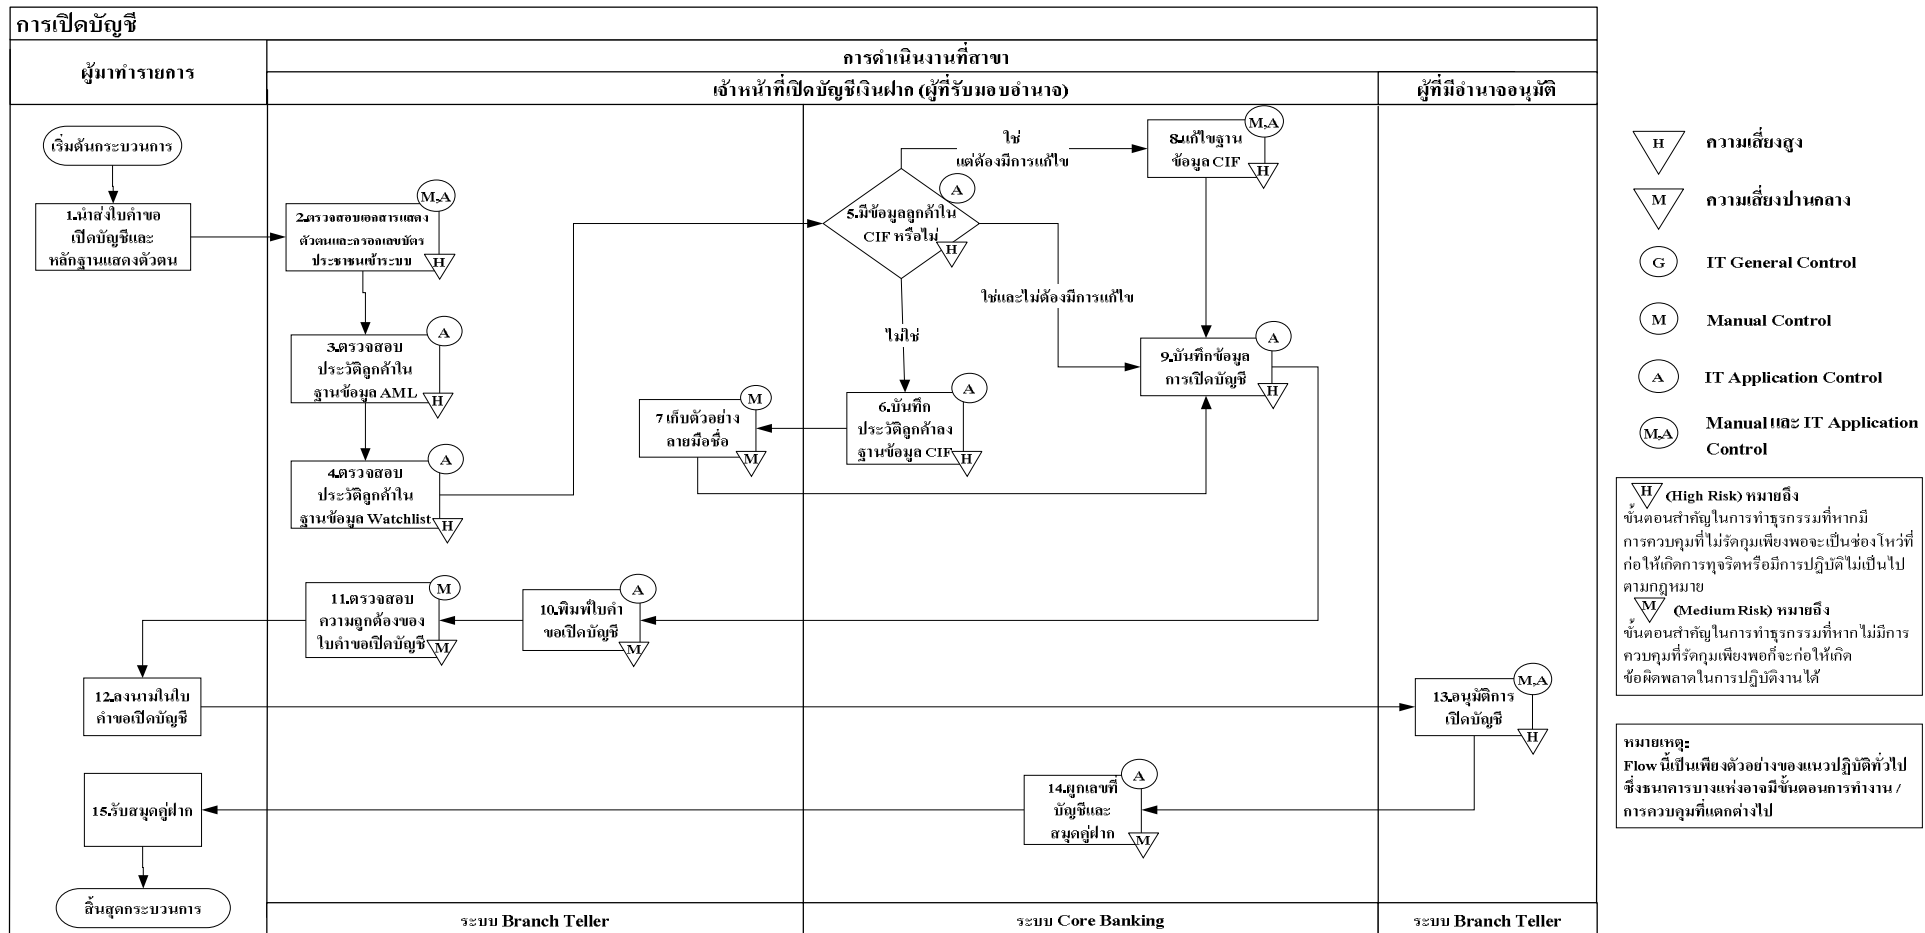 การเปิดบัญชี
ผู้มาทำรายการ
การดำเนินงานที่สาขา
เจ้าหน้าที่เปิดบัญชีเงินฝาก (ผู้ที่รับมอบอำนาจ)
ผู้ที่มีอำนาจอนุมัติ
เริ่มต้นกระบวนการ
1.นำส่งใบคำขอ
เปิดบัญชีและ
หลักฐานแสดงตัวตน
M,A
2.ตรวจสอบเอกสารแสดง
ตัวตนและกรอกเลขบัตร
ประชาชนเข้าระบบ
H
A
3.ตรวจสอบ
ประวัติลูกค้าใน
ฐานข้อมูล AML
H
A
4.ตรวจสอบ
ประวัติลูกค้าใน
ฐานข้อมูล Watchlist
H
A
5.มีข้อมูลลูกค้าใน
CIF หรือไม่
H
ใช่
แต่ต้องมีการแก้ไข
ใช่และไม่ต้องมีการแก้ไข
ไม่ใช่
A
6.บันทึก
ประวัติลูกค้าลง
ฐานข้อมูล CIF
H
M
7 เก็บตัวอย่าง
ลายมือชื่อ
M
M,A
8.แก้ไขฐาน
ข้อมูล CIF
H
A
9.บันทึกข้อมูล
การเปิดบัญชี
H
A
10.พิมพ์ใบคำ
ขอเปิดบัญชี
M
M
11.ตรวจสอบ
ความถูกต้องของ
ใบคำขอเปิดบัญชี
M
12.ลงนามในใบ
คำขอเปิดบัญชี
M,A
13.อนุมัติการ
เปิดบัญชี
H
A
14.ผูกเลขที่
บัญชีและ
สมุดคู่ฝาก
M
15.รับสมุดคู่ฝาก
สิ้นสุดกระบวนการ
ระบบ Branch Teller
ระบบ Core Banking
ระบบ Branch Teller
H ความเสี่ยงสูง
M ความเสี่ยงปานกลาง
G IT General Control
M Manual Control
A IT Application Control
M,A Manual และ IT Application
Control
H (High Risk) หมายถึง
ขั้นตอนสำคัญในการทำธุรกรรมที่หากมี
การควบคุมที่ไม่รัดกุมเพียงพอจะเป็นช่องโหว่ที่
ก่อให้เกิดการทุจริตหรือมีการปฏิบัติไม่เป็นไป
ตามกฎหมาย
M (Medium Risk) หมายถึง
ขั้นตอนสำคัญในการทำธุรกรรมที่หากไม่มีการ
ควบคุมที่รัดกุมเพียงพอก็จะก่อให้เกิด
ข้อผิดพลาดในการปฏิบัติงานได้
หมายเหตุ:
Flow นี้เป็นเพียงตัวอย่างของแนวปฏิบัติทั่วไป
ซึ่งธนาคารบางแห่งอาจมีขั้นตอนการทำงาน /
การควบคุมที่แตกต่างไป